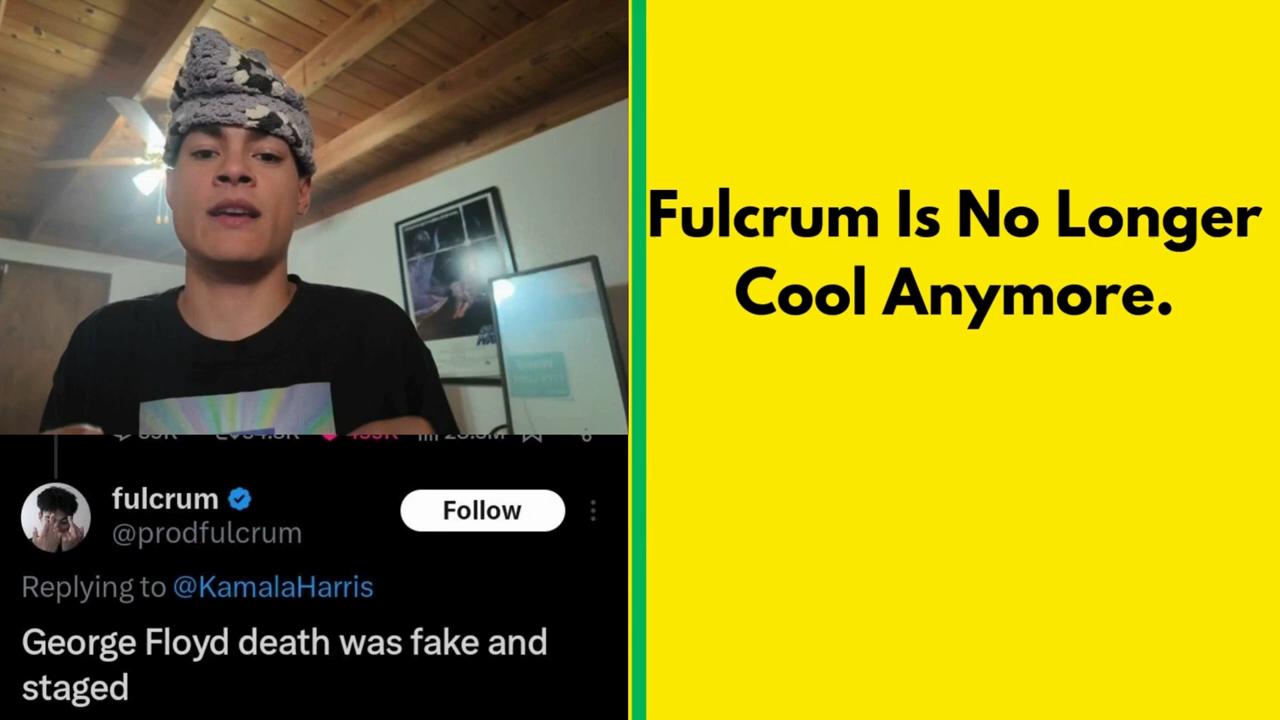 fulcrum
@prodfulcrum
Follow
Replying to @KamalaHarris
George Floyd death was fake and
staged
Fulcrum Is No Longer
Cool Anymore.